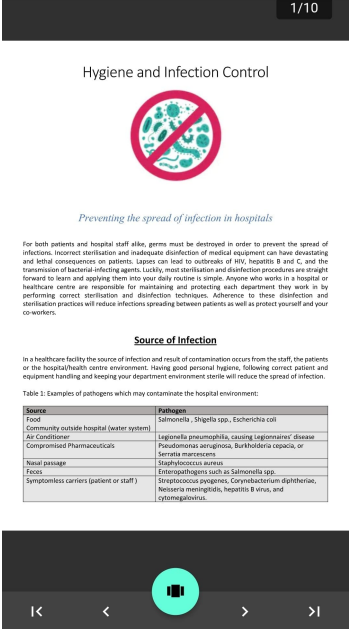 1/10
Hygiene and Infection Control
Preventing the spread of infection in hospitals
For both patients and hospital staff alike, germs must be destroyed in order to prevent the spread of
infections. Incorrect sterilisation and inadequate disinfection of medical equipment can have devastating
and lethal consequences on patients. Lapses can lead to outbreaks of HIV, hepatitis B and C, and the
transmission of bacterial-infecting agents. Luckily, most sterilisation and disinfection procedures are straight
forward to learn and applying them into your daily routine is simple. Anyone who works in a hospital or
healthcare centre are responsible for maintaining and protecting each department they work in by
performing correct sterilisation and disinfection techniques. Adherence to these disinfection and
sterilisation practices will reduce infections spreading between patients as well as protect yourself and your
co-workers.
Source of Infection
In a healthcare facility the source of infection and result of contamination occurs from the staff, the patients
or the hospital/health centre environment. Having good personal hygiene, following correct patient and
equipment handling and keeping your department environment sterile will reduce the spread of infection.
Table 1: Examples of pathogens which may contaminate the hospital environment:
Source Pathogen
Food Salmonella , Shigella spp., Escherichia coli
Community outside hospital (water system)
Air Conditioner Legionella pneumophilia, causing Legionnaires' disease
Compromised Pharmaceuticals Pseudomonas aeruginosa, Burkholderia cepacia, or
Serratia marcescens
Nasal passage Staphylococcus aureus
Feces Enteropathogens such as Salmonella spp.
Symptomless carriers (patient or staff ) Streptococcus pyogenes, Corynebacterium diphtheriae,
Neisseria meningitidis, hepatitis B virus, and
cytomegalovirus.